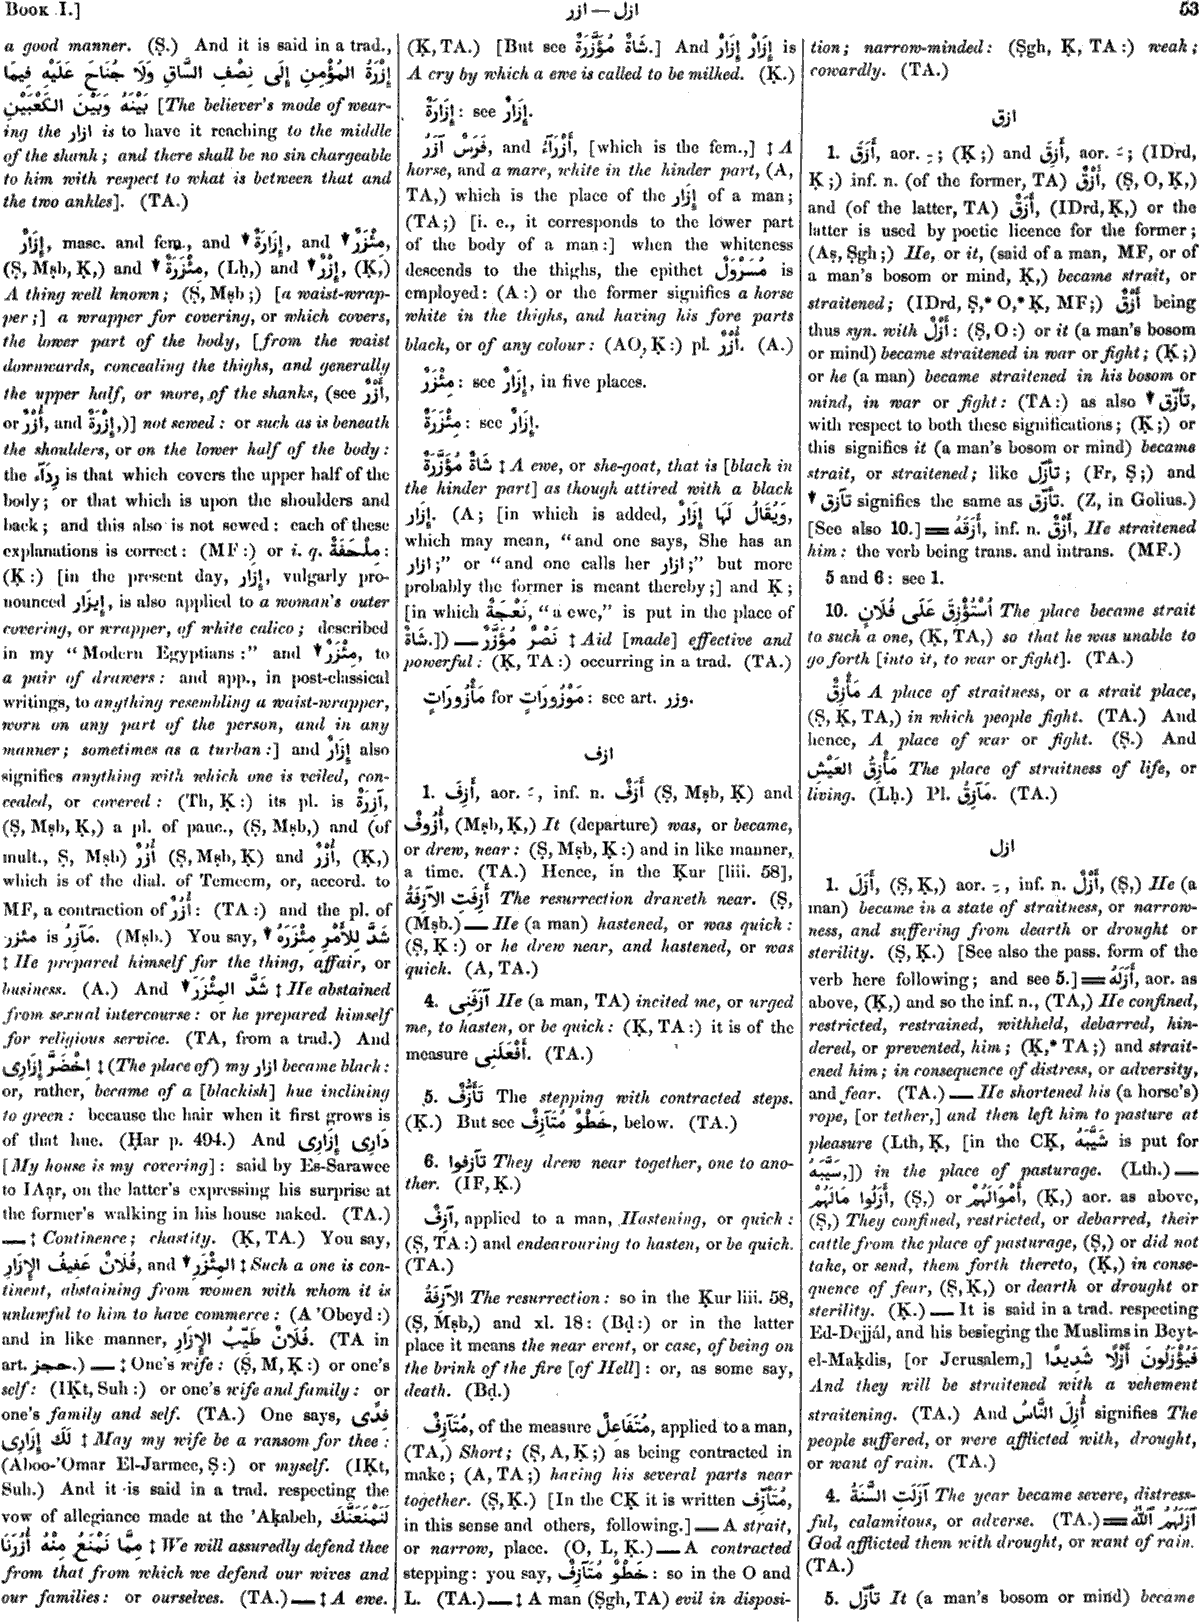 Book I.]
ازل — ازر
53
a good manner. (Ṣ.) And it is said in a trad.,
إِزْرَةُ المُؤْمِنِ إِلَى نِصْفِ السَّاقِ وَلَا جُنَاحَ عَلَيْهِ فِيمَا
بَيْنَهُ وَبَيْنَ الكَعْبَيْنِ [The believer's mode of wear-
ing the ازار is to have it reaching to the middle
of the shank; and there shall be no sin chargeable
to him with respect to what is between that and
the two ankles]. (TA.)
إِزَارٌ, masc. and fem., and ▼ إِزَارَةٌ, and ▼ مِئْزَرٌ,
(Ṣ, Mṣb, Ḳ,) and ▼ مِئْزَرَةٌ, (Lḥ,) and ▼ إِزْرٌ, (Ḳ,)
A thing well known; (Ṣ, Mṣb;) [a waist-wrap-
per;] a wrapper for covering, or which covers,
the lower part of the body, [from the waist
downwards, concealing the thighs, and generally
the upper half, or more, of the shanks, (see أَزْرٌ,
or أُزْرٌ, and إِزْرَةٌ,)] not sewed: or such as is beneath
the shoulders, or on the lower half of the body:
the رِدَآء is that which covers the upper half of the
body; or that which is upon the shoulders and
back; and this also is not sewed: each of these
explanations is correct: (MF:) or i. q. مِلْحَفَةٌ:
(Ḳ:) [in the present day, إِزَار, vulgarly pro-
nounced إِيزَار, is also applied to a woman's outer
covering, or wrapper, of white calico; described
in my "Modern Egyptians:" and ▼ مِئْزَرٌ, to
a pair of drawers: and app., in post-classical
writings, to anything resembling a waist-wrapper,
worn on any part of the person, and in any
manner; sometimes as a turban:] and إِزَارٌ also
signifies anything with which one is veiled, con-
cealed, or covered: (Th, Ḳ:) its pl. is آزِرَةٌ,
(Ṣ, Mṣb, Ḳ,) a pl. of pauc., (Ṣ, Mṣb,) and (of
mult., Ṣ, Mṣb) أُزُرٌ (Ṣ, Mṣb, Ḳ) and أُزْرٌ, (Ḳ,)
which is of the dial. of Temeem, or, accord. to
MF, a contraction of أُزُرٌ: (TA:) and the pl. of
مئزر is مَآزِرُ. (Mṣb.) You say, ▼ شَدَّ لِلأَمْرِ مِئْزَرَهُ
‡ He prepared himself for the thing, affair, or
business. (A.) And ▼ شَدَّ المِئْزَرَ ‡ He abstained
from sexual intercourse: or he prepared himself
for religious service. (TA, from a trad.) And
اِخْضَرَّ إِزَارِى ‡ (The place of) my ازار became black:
or, rather, became of a [blackish] hue inclining
to green: because the hair when it first grows is
of that hue. (Ḥar p. 494.) And دَارِى إِزَارِى
[My house is my covering]: said by Es-Sarawee
to IAạr, on the latter's expressing his surprise at
the former's walking in his house naked. (TA.)
— ‡ Continence; chastity. (Ḳ, TA.) You say,
فُلَانٌ عَفِيفُ الإِزَارِ, and ▼ المِئْزَرِ ‡ Such a one is con-
tinent, abstaining from women with whom it is
unlawful to him to have commerce: (A 'Obeyd:)
and in like manner, فُلَانٌ طَيِّبُ الإِزَارِ. (TA in
art. حجز.) — ‡ One's wife: (Ṣ, M, Ḳ:) or one's
self: (IḲt, Suh:) or one's wife and family: or
one's family and self. (TA.) One says, فِدًى
لَكَ إِزَارِى ‡ May my wife be a ransom for thee:
(Aboo-'Omar El-Jarmee, Ṣ:) or myself. (IḲt,
Suh.) And it is said in a trad. respecting the
vow of allegiance made at the 'Aḳabeh, لَنَمْنَعَنَّكَ
مِمَّا نَمْنَعُ مِنْهُ أُزُرَنَا ‡ We will assuredly defend thee
from that from which we defend our wives and
our families: or ourselves. (TA.) — ‡ A ewe.
(Ḳ, TA.) [But see شَاةٌ مُؤَزَّرَةٌ.] And إِزَارْ إِزَارْ is
A cry by which a ewe is called to be milked. (Ḳ.)
إِزَارَةٌ: see إِزَارٌ.
فَرَسٌ آزَرُ, and أَزْرَآءُ, [which is the fem.,] ‡ A
horse, and a mare, white in the hinder part, (A,
TA,) which is the place of the إِزَار of a man;
(TA;) [i. e., it corresponds to the lower part
of the body of a man:] when the whiteness
descends to the thighs, the epithet مُسَرْوَلٌ is
employed: (A:) or the former signifies a horse
white in the thighs, and having his fore parts
black, or of any colour: (AO, Ḳ:) pl. أُزْرٌ. (A.)
مِئْزَرٌ: see إِزَارٌ, in five places.
مِئْزَرَةٌ: see إِزَارٌ.
شَاةٌ مُؤَزَّرَةٌ ‡ A ewe, or she-goat, that is [black in
the hinder part] as though attired with a black
إِزَار. (A; [in which is added, وَيُقَالُ لَهَا إِزَارٌ,
which may mean, "and one says, She has an
ازار;" or "and one calls her ازار;" but more
probably the former is meant thereby;] and Ḳ;
[in which نَعْجَةٌ, "a ewe," is put in the place of
شَاةٌ.]) — نَصْرٌ مُؤَزَّرٌ ‡ Aid [made] effective and
powerful: (Ḳ, TA:) occurring in a trad. (TA.)
مَأْزُورَاتٍ for مَوْزُورَاتٍ: see art. وزر.
ازف
1. أَزِفَ, aor. ـَ, inf. n. أَزَفٌ (Ṣ, Mṣb, Ḳ) and
أُزُوفٌ, (Mṣb, Ḳ,) It (departure) was, or became,
or drew, near: (Ṣ, Mṣb, Ḳ:) and in like manner,
a time. (TA.) Hence, in the Ḳur [liii. 58],
أَزِفَتِ الآزِفَةُ The resurrection draweth near. (Ṣ,
(Mṣb.) — He (a man) hastened, or was quick:
(Ṣ, Ḳ:) or he drew near, and hastened, or was
quick. (A, TA.)
4. آزَفَنِى He (a man, TA) incited me, or urged
me, to hasten, or be quick: (Ḳ, TA:) it is of the
measure أَفْعَلَنِى. (TA.)
5. تَأَزُّفٌ The stepping with contracted steps.
(Ḳ.) But see خَطْوٌ مُتَآزِفٌ, below. (TA.)
6. تآزفوا They drew near together, one to ano-
ther. (IF, Ḳ.)
آزِفٌ, applied to a man, Hastening, or quick:
(Ṣ, TA:) and endeavouring to hasten, or be quick.
(TA.)
الآزِفَةُ The resurrection: so in the Ḳur liii. 58,
(Ṣ, Mṣb,) and xl. 18: (Bḍ:) or in the latter
place it means the near event, or case, of being on
the brink of the fire [of Hell]: or, as some say,
death. (Bḍ.)
مُتَآزِفٌ, of the measure مُتَفَاعِلٌ, applied to a man,
(TA,) Short; (Ṣ, A, Ḳ;) as being contracted in
make; (A, TA;) having his several parts near
together. (Ṣ, Ḳ.) [In the CḲ it is written مُتَأَزِّف,
in this sense and others, following.] — A strait,
or narrow, place. (O, L, Ḳ.) — A contracted
stepping: you say, خَطْوٌ مُتَآزِفٌ: so in the O and
L. (TA.) — ‡ A man (Ṣgh, TA) evil in disposi-
tion; narrow-minded: (Ṣgh, Ḳ, TA:) weak;
cowardly. (TA.)
ازق
1. أَزَقَ, aor. ـِ; (Ḳ;) and أَزِقَ, aor. ـَ; (IDrd,
Ḳ;) inf. n. (of the former, TA) أَزْقٌ, (Ṣ, O, Ḳ,)
and (of the latter, TA) أَزَقٌ, (IDrd, Ḳ,) or the
latter is used by poetic licence for the former;
(Aṣ, Ṣgh;) He, or it, (said of a man, MF, or of
a man's bosom or mind, Ḳ,) became strait, or
straitened; (IDrd, Ṣ,* O,* Ḳ, MF;) أَزْقٌ being
thus syn. with أَزْلٌ: (Ṣ, O:) or it (a man's bosom
or mind) became straitened in war or fight; (Ḳ;)
or he (a man) became straitened in his bosom or
mind, in war or fight: (TA:) as also ▼ تأزّق,
with respect to both these significations; (Ḳ;) or
this signifies it (a man's bosom or mind) became
strait, or straitened; like تأزّل; (Fr, Ṣ;) and
▼ تآزق signifies the same as تأزّق. (Z, in Golius.)
[See also 10.] ═ أَزَقَهُ, inf. n. أَزْقٌ, He straitened
him: the verb being trans. and intrans. (MF.)
5 and 6: see 1.
10. اُسْتُؤْزِقَ عَلَى فُلَانٍ The place became strait
to such a one, (Ḳ, TA,) so that he was unable to
go forth [into it, to war or fight]. (TA.)
مَأْزِقٌ A place of straitness, or a strait place,
(Ṣ, Ḳ, TA,) in which people fight. (TA.) And
hence, A place of war or fight. (Ṣ.) And
مَأْزِقُ العَيْشِ The place of straitness of life, or
living. (Lḥ.) Pl. مَآزِقُ. (TA.)
ازل
1. أَزَلَ, (Ṣ, Ḳ,) aor. ـِ, inf. n. أَزْلٌ, (Ṣ,) He (a
man) became in a state of straitness, or narrow-
ness, and suffering from dearth or drought or
sterility. (Ṣ, Ḳ.) [See also the pass. form of the
verb here following; and see 5.] ═ أَزَلَهُ, aor. as
above, (Ḳ,) and so the inf. n., (TA,) He confined,
restricted, restrained, withheld, debarred, hin-
dered, or prevented, him; (Ḳ,* TA;) and strait-
ened him; in consequence of distress, or adversity,
and fear. (TA.) — He shortened his (a horse's)
rope, [or tether,] and then left him to pasture at
pleasure (Lth, Ḳ, [in the CḲ, شَيَّبَهُ is put for
سَيَّبَهُ,]) in the place of pasturage. (Lth.) —
أَزَلُوا مَالَهُمْ, (Ṣ,) or أَمْوَالَهُمْ, (Ḳ,) aor. as above,
(Ṣ,) They confined, restricted, or debarred, their
cattle from the place of pasturage, (Ṣ,) or did not
take, or send, them forth thereto, (Ḳ,) in conse-
quence of fear, (Ṣ, Ḳ,) or dearth or drought or
sterility. (Ḳ.) — It is said in a trad. respecting
Ed-Dejjál, and his besieging the Muslims in Beyt-
el-Maḳdis, [or Jerusalem,] فَيُؤْزَلُونَ أَزْلًا شَدِيدًا
And they will be straitened with a vehement
straitening. (TA.) And أُزِلَ النَّاسُ signifies The
people suffered, or were afflicted with, drought,
or want of rain. (TA.)
4. آزَلَتِ السَّنَةُ The year became severe, distress-
ful, calamitous, or adverse. (TA.) ═ آزَلَهُمُ ٱللّٰهُ
God afflicted them with drought, or want of rain.
(TA.)
5. تأزّل It (a man's bosom or mind) became